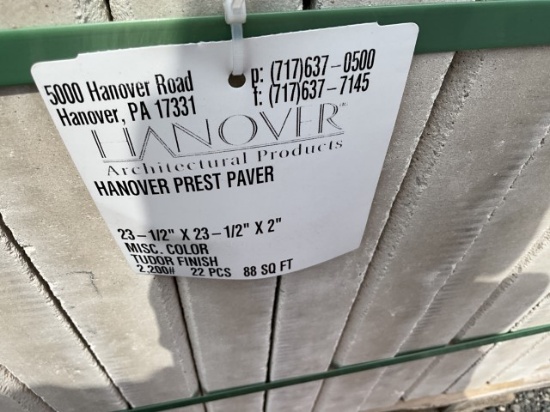 5000 Hanover Road
Hanover, PA 17331
p: (717)637-0500
f: (717)637-7145
HANOVER®
Architectural Products
HANOVER PREST PAVER
23-1/2" X 23-1/2" X 2"
MISC. COLOR
TUDOR FINISH
2,200# 22 PCS 88 SQ FT